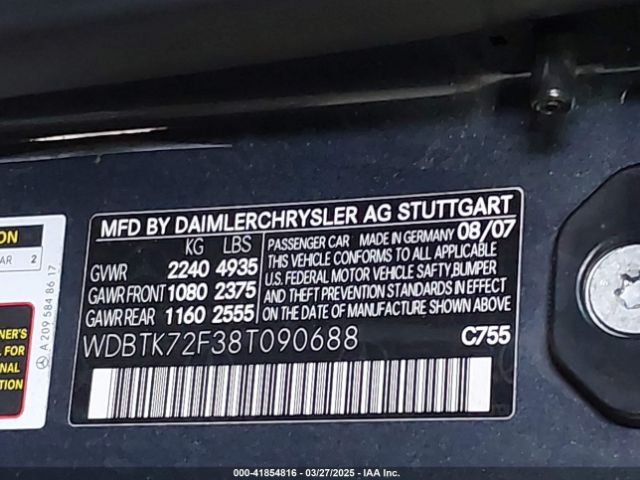 MFD BY DAIMLERCHRYSLER AG STUTTGART
KG LBS
GVWR 2240 4935
GAWR FRONT 1080 2375
GAWR REAR 1160 2555
PASSENGER CAR MADE IN GERMANY 08/07
THIS VEHICLE CONFORMS TO ALL APPLICABLE
U.S. FEDERAL MOTOR VEHICLE SAFTY,BUMPER
AND THEFT PREVENTION STANDARDS IN EFFECT
ON THE DATE OF MANUFACTURE SHOWN ABOVE
WDBTK72F38T090688 C755
ON
AR 2
A 209 584 86 17
NER'S
L FOR
ONAL
N
000-41854816 - 03/27/2025 - IAA Inc.